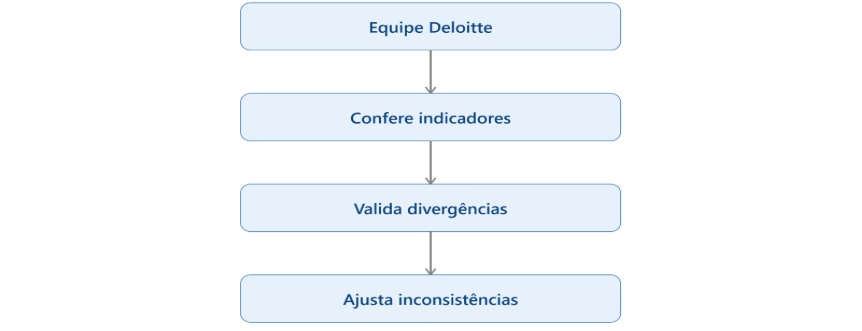 Equipe Deloitte
Confere indicadores
Valida divergências
Ajusta inconsistências